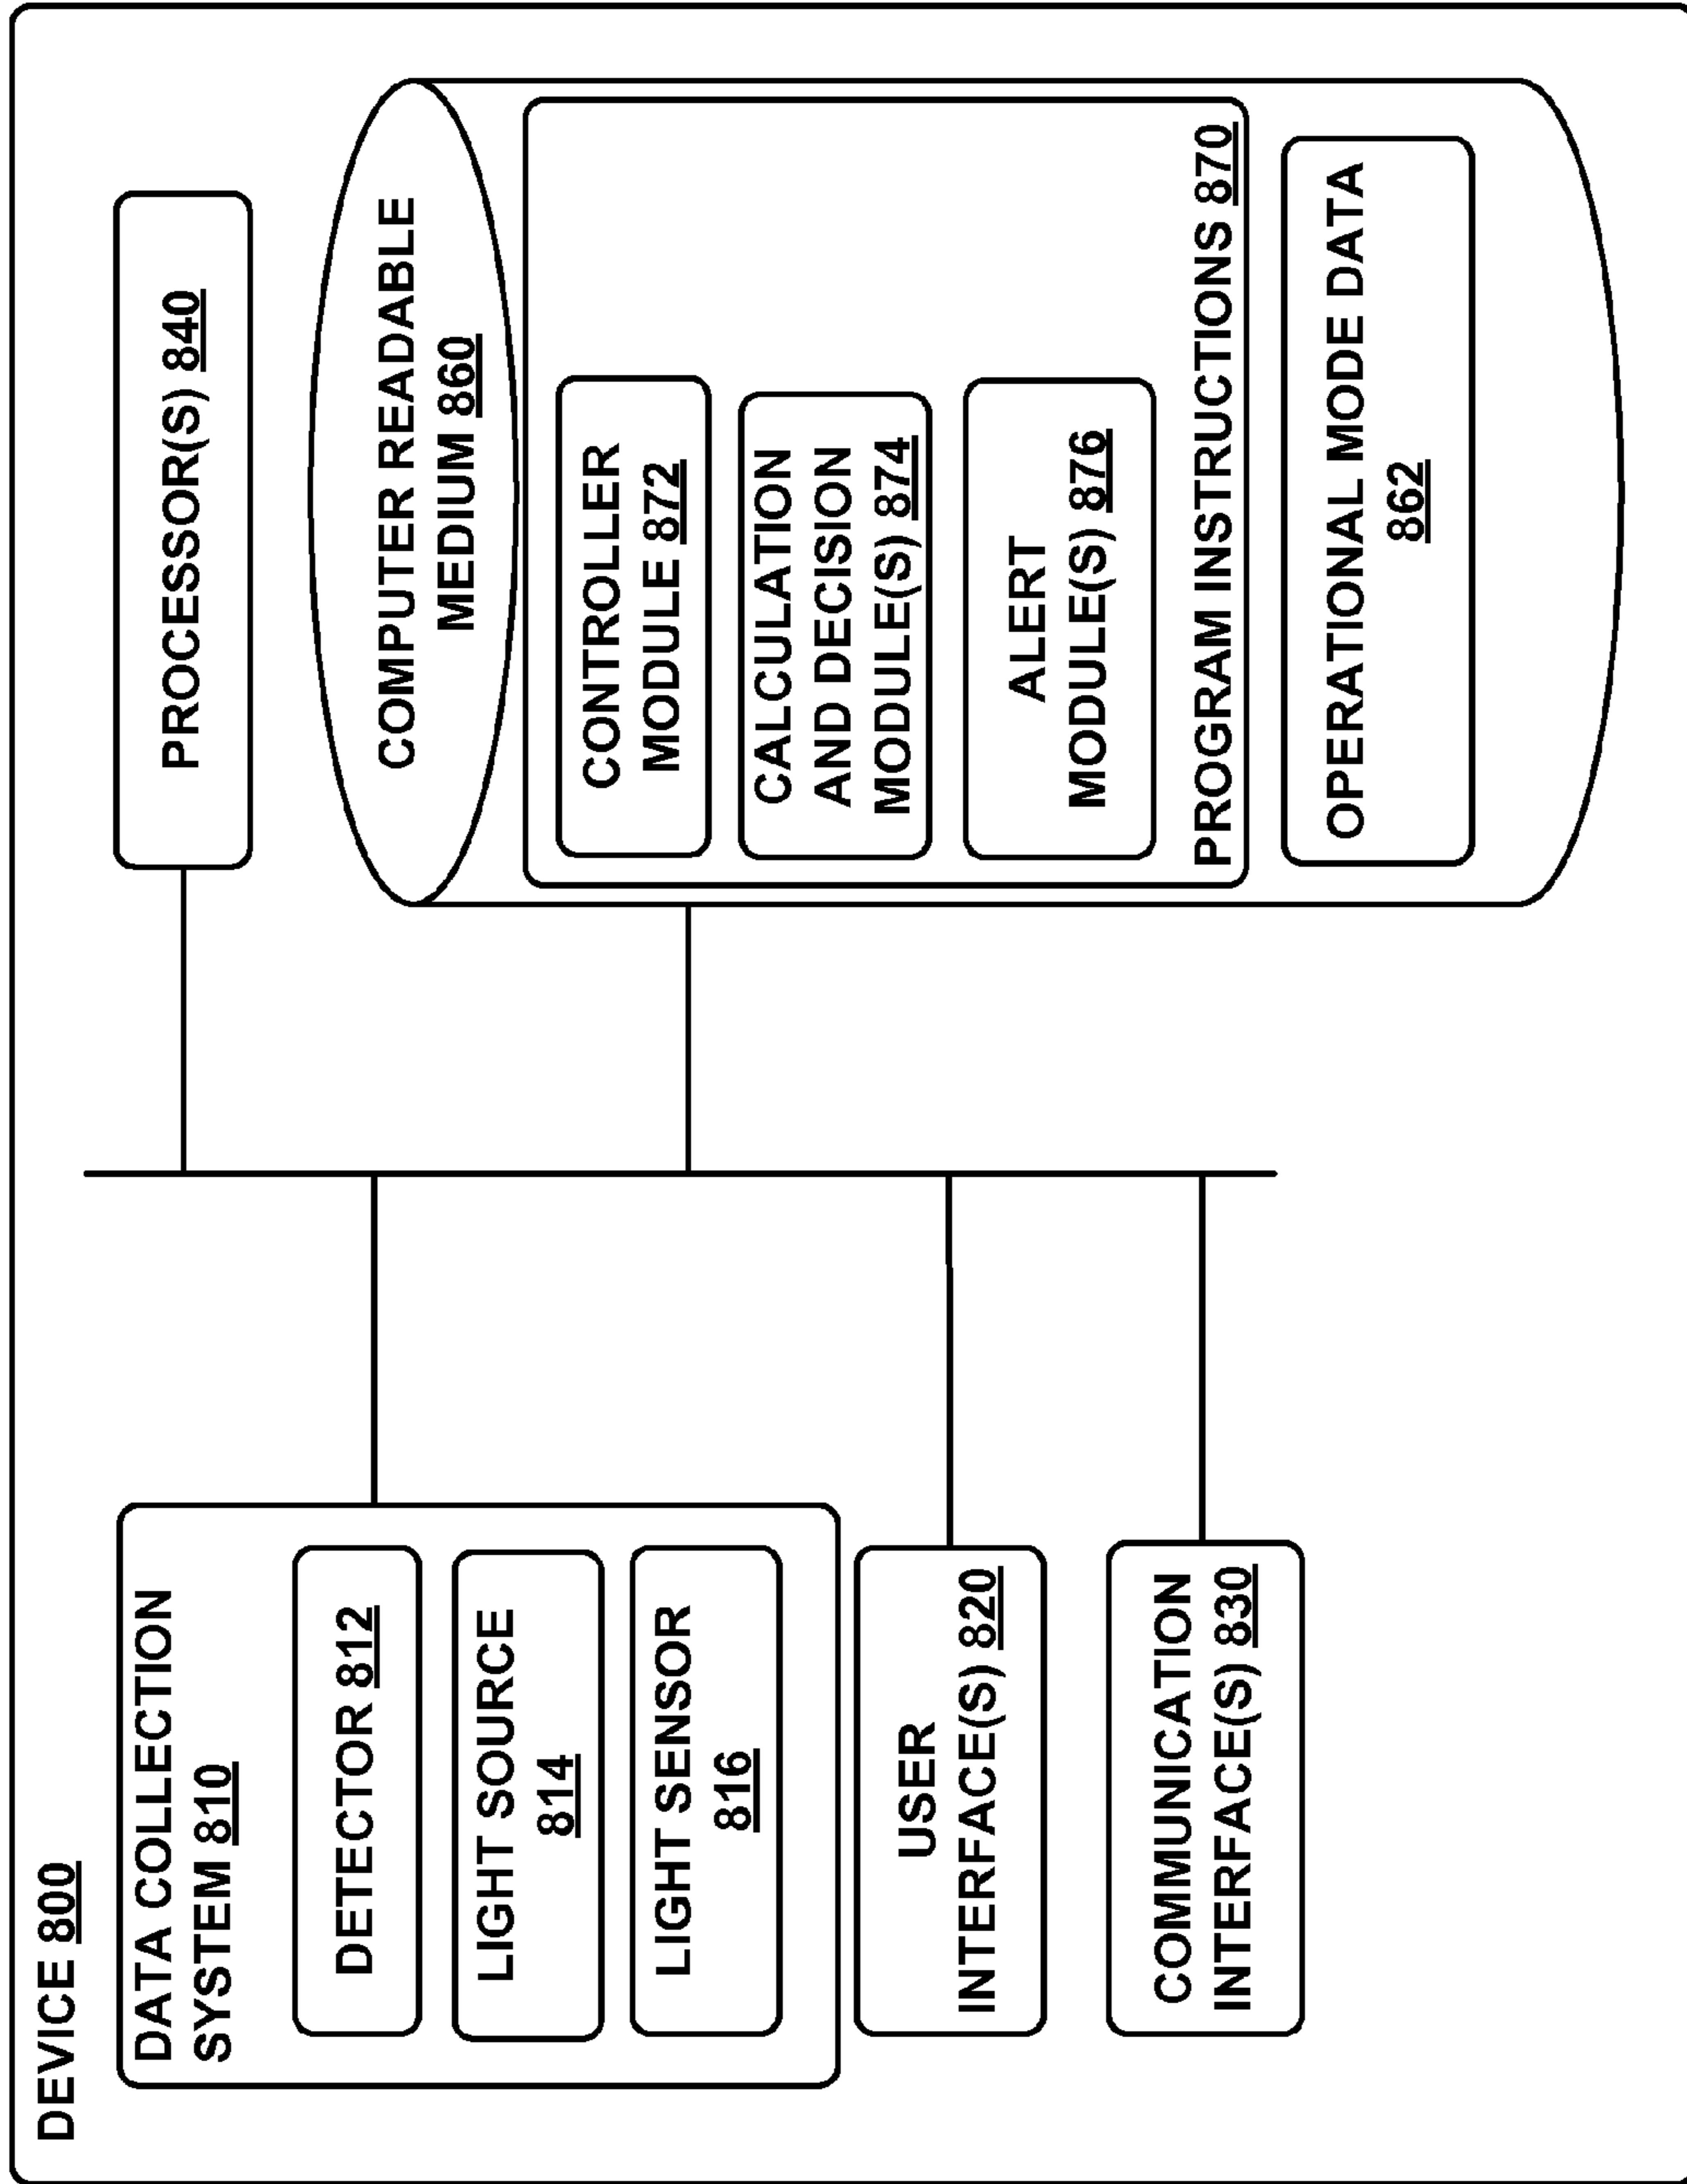 DEVICE 800
DATA COLLECTION
SYSTEM 810
DETECTOR 812
LIGHT SOURCE
814
LIGHT SENSOR
816
USER
INTERFACE(S) 820
COMMUNICATION
INTERFACE(S) 830
PROCESSOR(S) 840
COMPUTER READABLE
MEDIUM 860
CONTROLLER
MODULE 872
CALCULATION
AND DECISION
MODULE(S) 874
ALERT
MODULE(S) 876
PROGRAM INSTRUCTIONS 870
OPERATIONAL MODE DATA
862